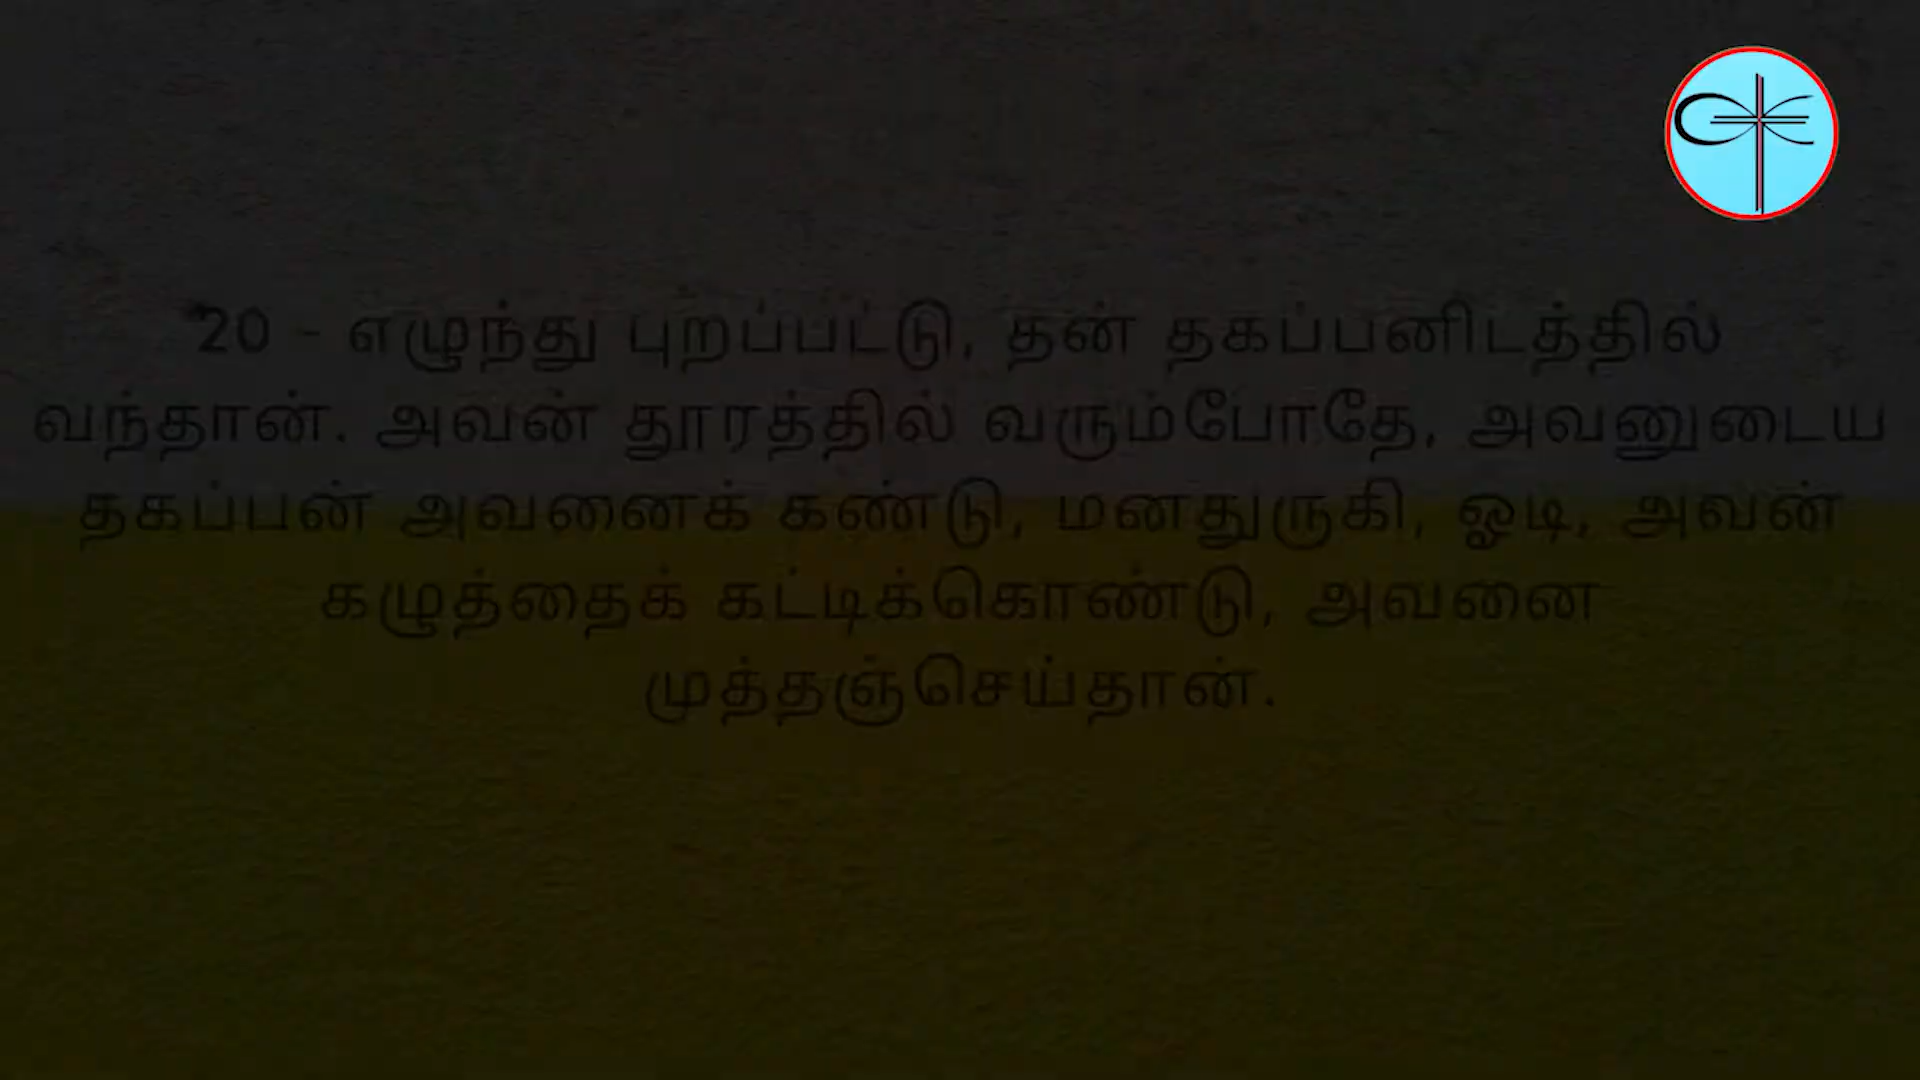 20 - எழுந்து புறப்பட்டு, தன் தகப்பனிடத்தில்
வந்தான். அவன் தூரத்தில் வரும்போதே, அவனுடைய
தகப்பன் அவனைக் கண்டு, மனதுருகி, ஓடி, அவன்
கழுத்தைக் கட்டிக்கொண்டு, அவனை
முத்தஞ்செய்தான்.